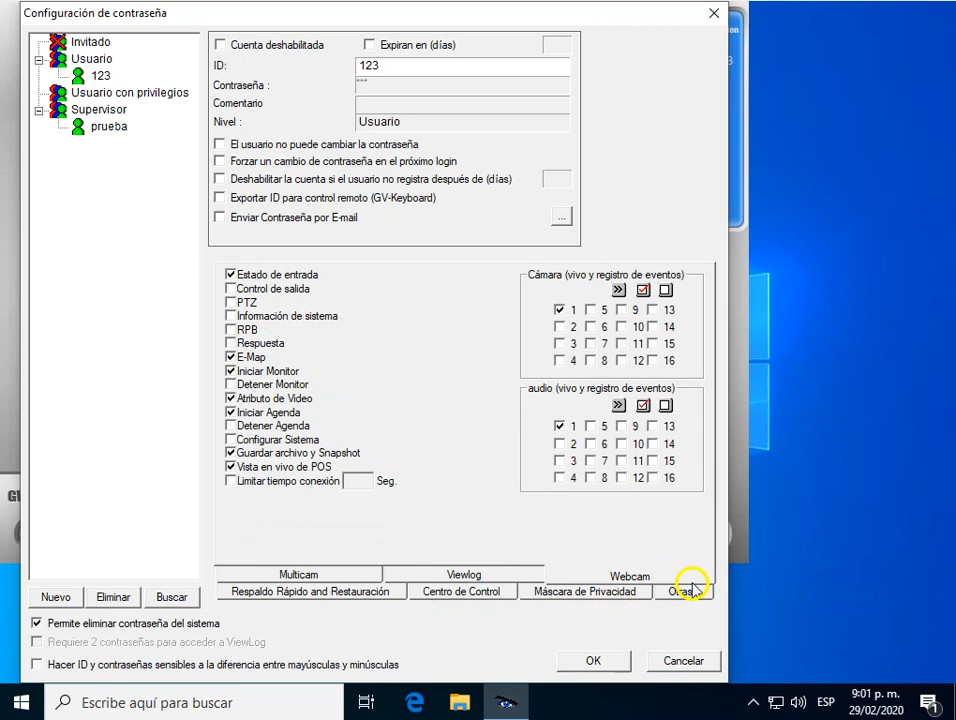 Configuración de contraseña
Invitado
Usuario
123
Usuario con privilegios
Supervisor
prueba
Cuenta deshabilitada
Expiran en (días)
ID:
123
Contraseña :
***
Comentario
Nivel :
Usuario
El usuario no puede cambiar la contraseña
Forzar un cambio de contraseña en el próximo login
Deshabilitar la cuenta si el usuario no registra después de (días)
Exportar ID para control remoto (GV-Keyboard)
Enviar Contraseña por E-mail
...
Estado de entrada
Control de salida
PTZ
Información de sistema
RPB
Respuesta
E-Map
Iniciar Monitor
Detener Monitor
Atributo de Video
Iniciar Agenda
Detener Agenda
Configurar Sistema
Guardar archivo y Snapshot
Vista en vivo de POS
Limitar tiempo conexión Seg.
Cámara (vivo y registro de eventos)
1 5 9 13
2 6 10 14
3 7 11 15
4 8 12 16
audio (vivo y registro de eventos)
1 5 9 13
2 6 10 14
3 7 11 15
4 8 12 16
Multicam
Viewlog
Webcam
Respaldo Rápido and Restauración
Centro de Control
Máscara de Privacidad
Nuevo
Eliminar
Buscar
Permite eliminar contraseña del sistema
Requiere 2 contraseñas para acceder a ViewLog
Hacer ID y contraseñas sensibles a la diferencia entre mayúsculas y minúsculas
OK
Cancelar
Escribe aquí para buscar
ESP
9:01 p. m.
29/02/2020
1